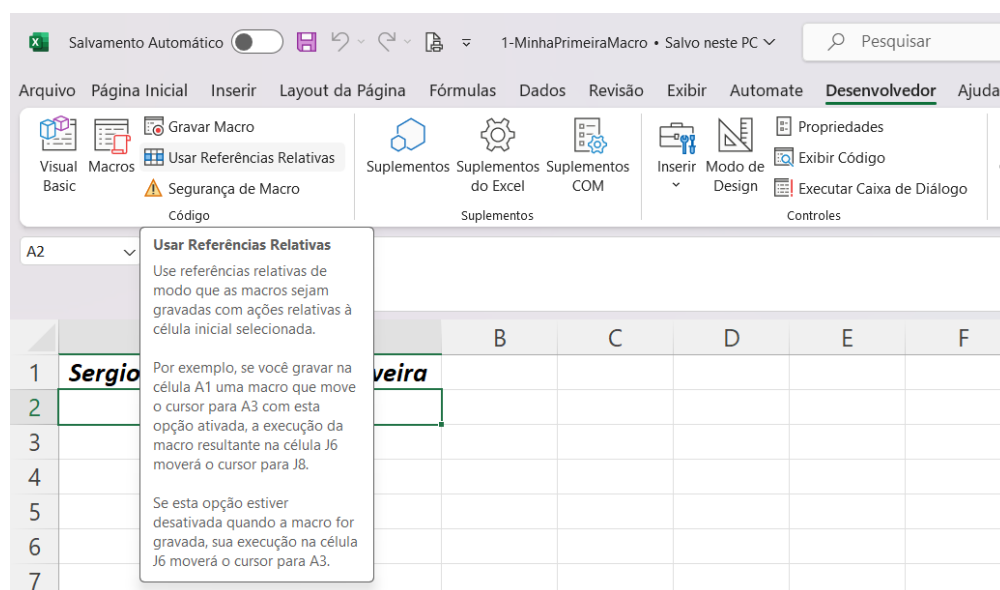 Salvamento Automático 1-MinhaPrimeiraMacro • Salvo neste PC Pesquisar
Arquivo Página Inicial Inserir Layout da Página Fórmulas Dados Revisão Exibir Automate Desenvolvedor Ajuda
Visual Basic
Macros
Gravar Macro
Usar Referências Relativas
Segurança de Macro
Código
Suplementos
Suplementos do Excel
Suplementos COM
Suplementos
Inserir
Modo de Design
Propriedades
Exibir Código
Executar Caixa de Diálogo
Controles
A2
Usar Referências Relativas
Use referências relativas de
modo que as macros sejam
gravadas com ações relativas à
célula inicial selecionada.
Por exemplo, se você gravar na
célula A1 uma macro que move
o cursor para A3 com esta
opção ativada, a execução da
macro resultante na célula J6
moverá o cursor para J8.
Se esta opção estiver
desativada quando a macro for
gravada, sua execução na célula
J6 moverá o cursor para A3.
B C D E F
1 Sergio veira
2
3
4
5
6
7